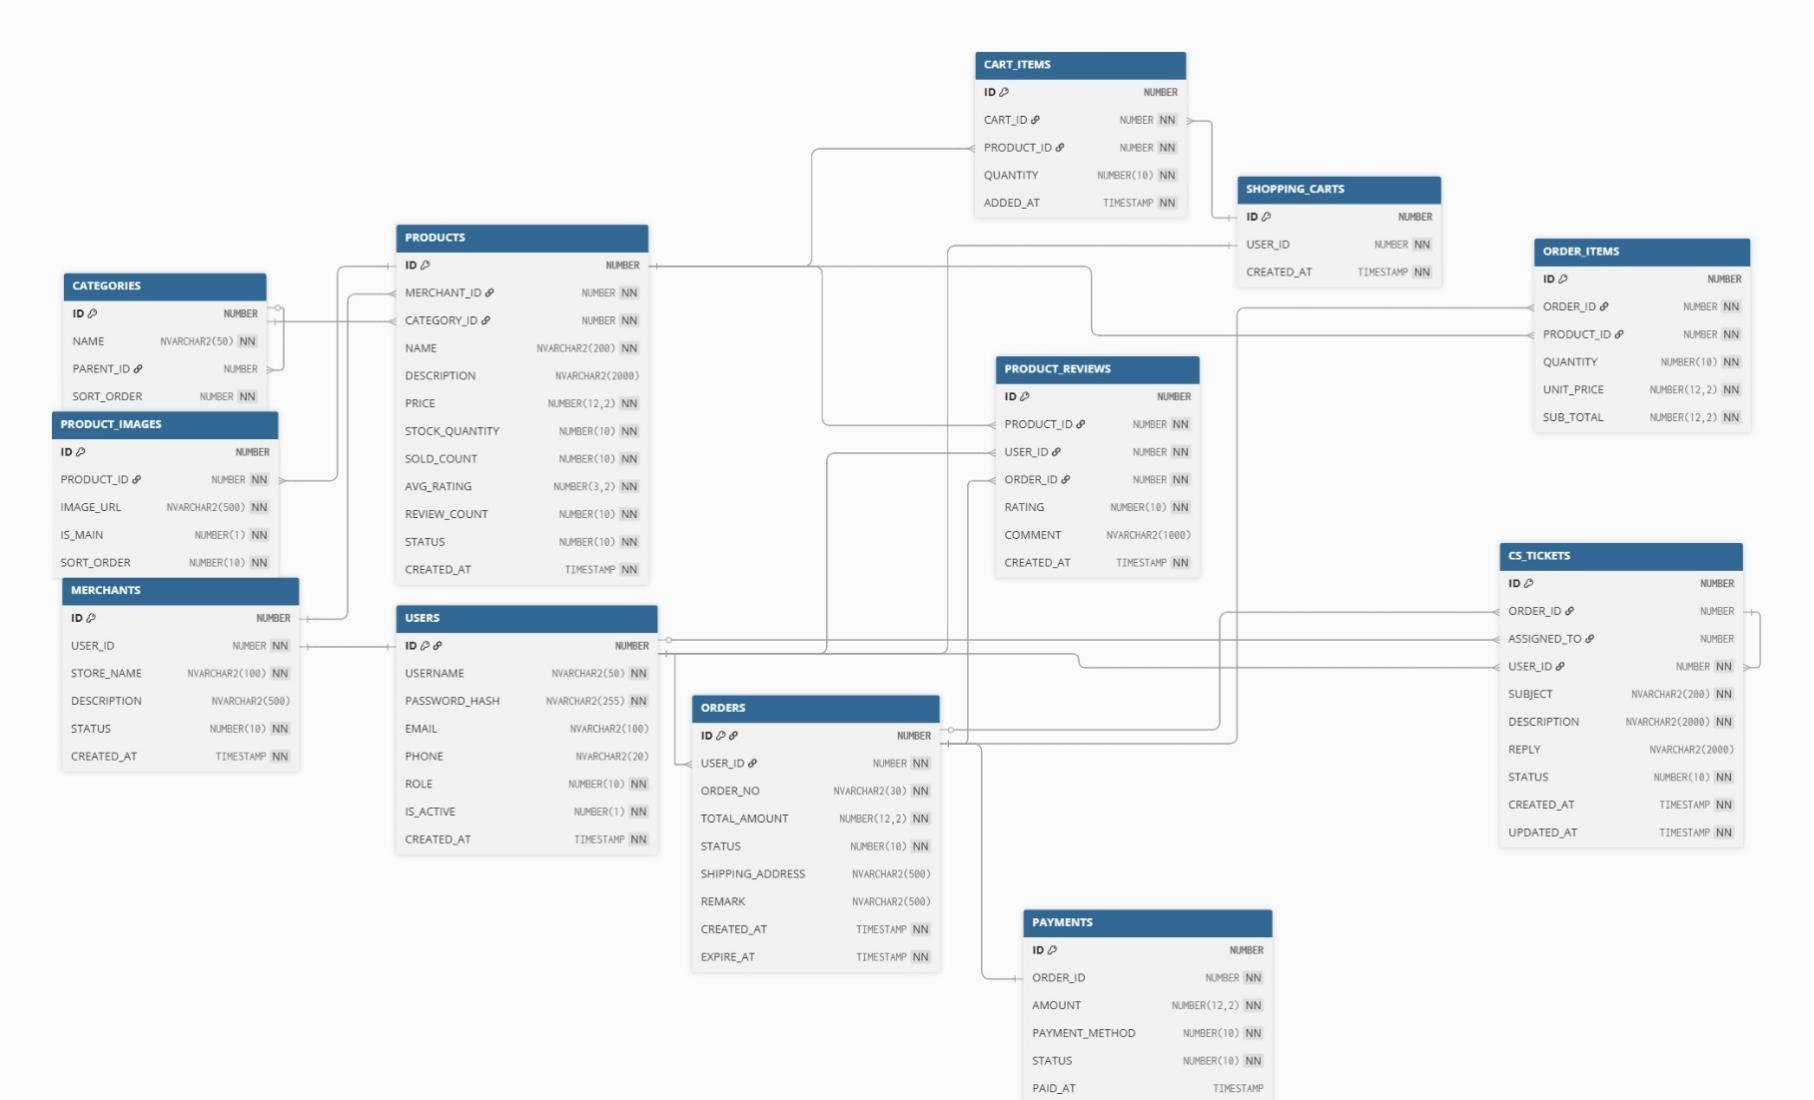 CART_ITEMS
ID NUMBER
CART_ID NUMBER NN
PRODUCT_ID NUMBER NN
QUANTITY NUMBER(10) NN
ADDED_AT TIMESTAMP NN
SHOPPING_CARTS
ID NUMBER
USER_ID NUMBER NN
CREATED_AT TIMESTAMP NN
PRODUCTS
ID NUMBER
MERCHANT_ID NUMBER NN
CATEGORY_ID NUMBER NN
NAME NVARCHAR2(200) NN
DESCRIPTION NVARCHAR2(2000)
PRICE NUMBER(12,2) NN
STOCK_QUANTITY NUMBER(10) NN
SOLD_COUNT NUMBER(10) NN
AVG_RATING NUMBER(3,2) NN
REVIEW_COUNT NUMBER(10) NN
STATUS NUMBER(10) NN
CREATED_AT TIMESTAMP NN
ORDER_ITEMS
ID NUMBER
ORDER_ID NUMBER NN
PRODUCT_ID NUMBER NN
QUANTITY NUMBER(10) NN
UNIT_PRICE NUMBER(12,2) NN
SUB_TOTAL NUMBER(12,2) NN
CATEGORIES
ID NUMBER
NAME NVARCHAR2(50) NN
PARENT_ID NUMBER
SORT_ORDER NUMBER NN
PRODUCT_IMAGES
ID NUMBER
PRODUCT_ID NUMBER NN
IMAGE_URL NVARCHAR2(500) NN
IS_MAIN NUMBER(1) NN
SORT_ORDER NUMBER(10) NN
MERCHANTS
ID NUMBER
USER_ID NUMBER NN
STORE_NAME NVARCHAR2(100) NN
DESCRIPTION NVARCHAR2(500)
STATUS NUMBER(10) NN
CREATED_AT TIMESTAMP NN
PRODUCT_REVIEWS
ID NUMBER
PRODUCT_ID NUMBER NN
USER_ID NUMBER NN
ORDER_ID NUMBER NN
RATING NUMBER(10) NN
COMMENT NVARCHAR2(1000)
CREATED_AT TIMESTAMP NN
CS_TICKETS
ID NUMBER
ORDER_ID NUMBER
ASSIGNED_TO NUMBER
USER_ID NUMBER NN
SUBJECT NVARCHAR2(200) NN
DESCRIPTION NVARCHAR2(2000) NN
REPLY NVARCHAR2(2000)
STATUS NUMBER(10) NN
CREATED_AT TIMESTAMP NN
UPDATED_AT TIMESTAMP NN
USERS
ID NUMBER
USERNAME NVARCHAR2(50) NN
PASSWORD_HASH NVARCHAR2(255) NN
EMAIL NVARCHAR2(100)
PHONE NVARCHAR2(20)
ROLE NUMBER(10) NN
IS_ACTIVE NUMBER(1) NN
CREATED_AT TIMESTAMP NN
ORDERS
ID NUMBER
USER_ID NUMBER NN
ORDER_NO NVARCHAR2(30) NN
TOTAL_AMOUNT NUMBER(12,2) NN
STATUS NUMBER(10) NN
SHIPPING_ADDRESS NVARCHAR2(500)
REMARK NVARCHAR2(500)
CREATED_AT TIMESTAMP NN
EXPIRE_AT TIMESTAMP NN
PAYMENTS
ID NUMBER
ORDER_ID NUMBER NN
AMOUNT NUMBER(12,2) NN
PAYMENT_METHOD NUMBER(10) NN
STATUS NUMBER(10) NN
PAID_AT TIMESTAMP